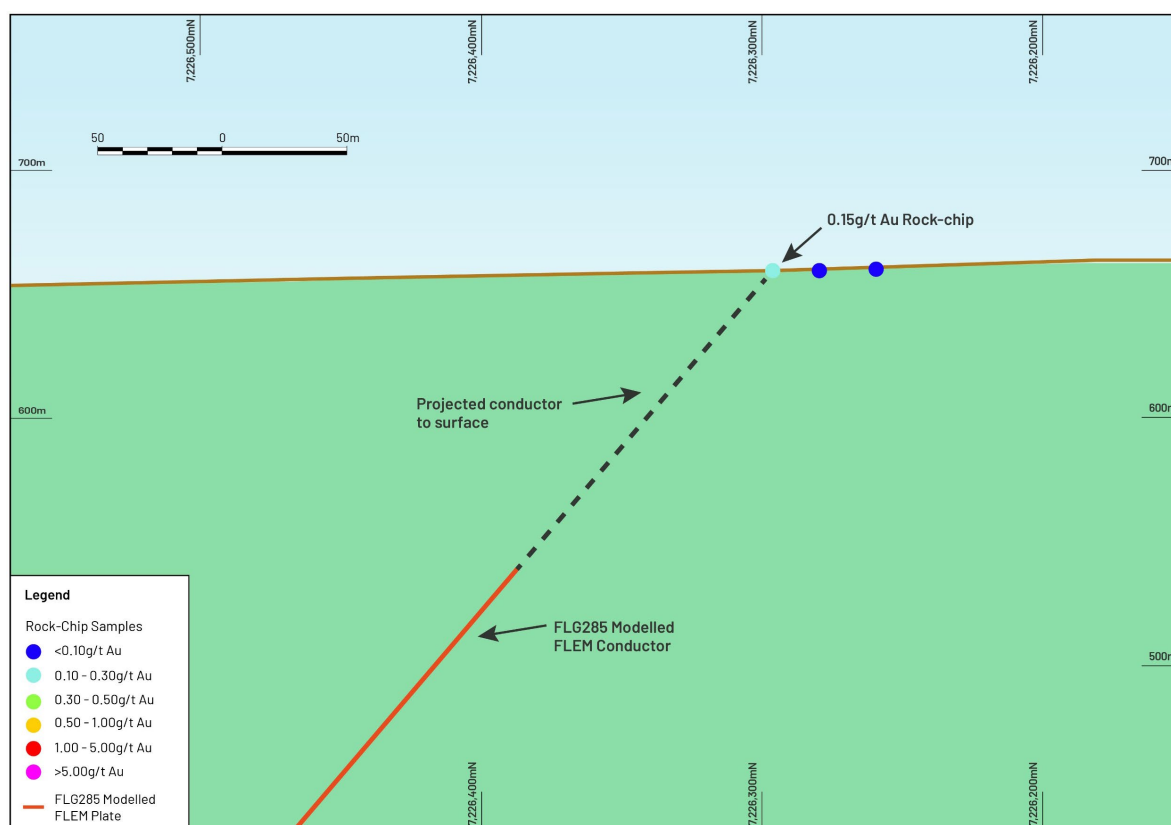 7,226,500mN
7,226,400mN
7,226,300mN
7,226,200mN
50 0 50m
700m
700m
0.15g/t Au Rock-chip
600m
600m
Projected conductor
to surface
FLG285 Modelled
FLEM Conductor
500m
Legend
Rock-Chip Samples
<0.10g/t Au
0.10 - 0.30g/t Au
0.30 - 0.50g/t Au
0.50 - 1.00g/t Au
1.00 - 5.00g/t Au
>5.00g/t Au
FLG285 Modelled
FLEM Plate
7,226,400mN
7,226,300mN
7,226,200mN